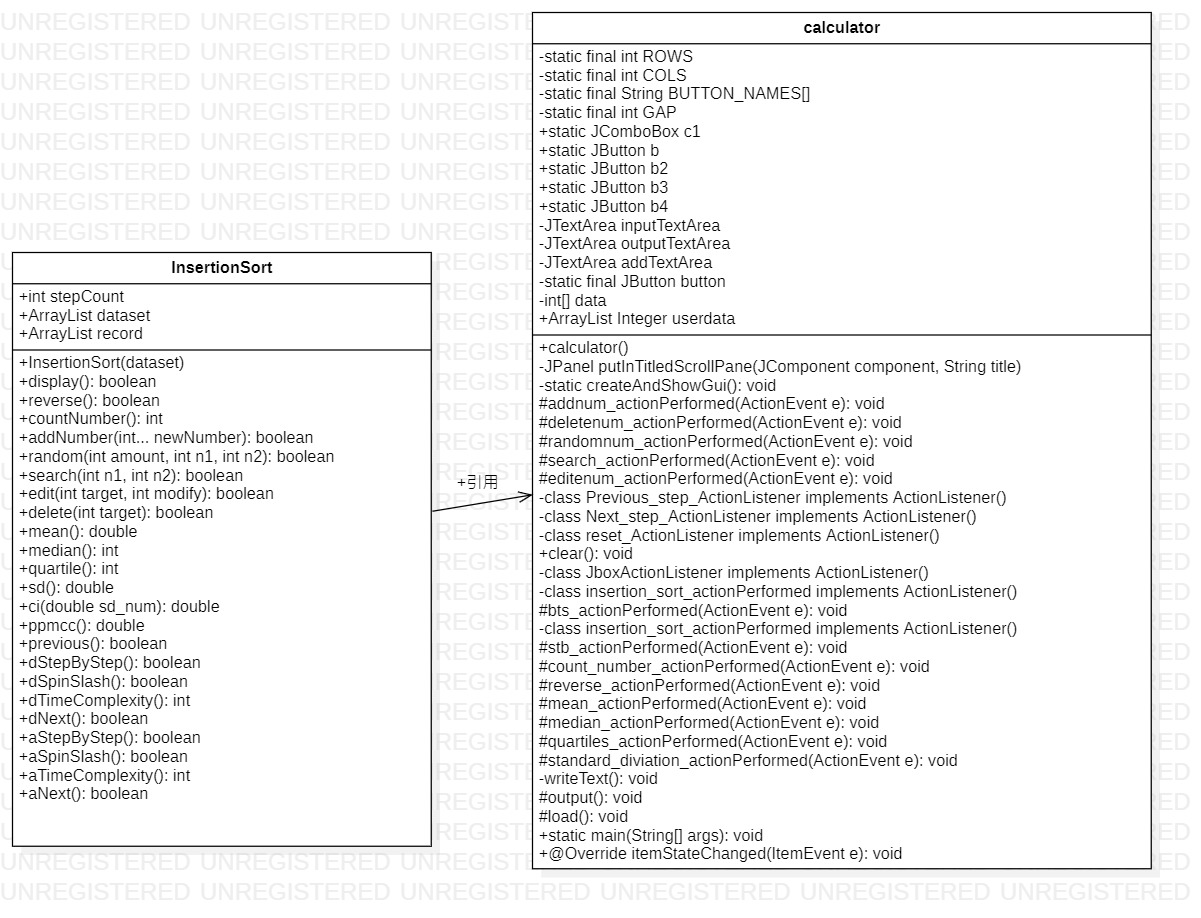 InsertionSort
+int stepCount
+ArrayList dataset
+ArrayList record
+InsertionSort(dataset)
+display(): boolean
+reverse(): boolean
+countNumber(): int
+addNumber(int... newNumber): boolean
+random(int amount, int n1, int n2): boolean
+search(int n1, int n2): boolean
+edit(int target, int modify): boolean
+delete(int target): boolean
+mean(): double
+median(): int
+quartile(): int
+sd(): double
+ci(double sd_num): double
+ppmcc(): double
+previous(): boolean
+dStepByStep(): boolean
+dSpinSlash(): boolean
+dTimeComplexity(): int
+dNext(): boolean
+aStepByStep(): boolean
+aSpinSlash(): boolean
+aTimeComplexity(): int
+aNext(): boolean
+引用
calculator
-static final int ROWS
-static final int COLS
-static final String BUTTON_NAMES[]
-static final int GAP
+static JComboBox c1
+static JButton b
+static JButton b2
+static JButton b3
+static JButton b4
-JTextArea inputTextArea
-JTextArea outputTextArea
-JTextArea addTextArea
-static final JButton button
-int[] data
+ArrayList Integer userdata
+calculator()
-JPanel putInTitledScrollPane(JComponent component, String title)
-static createAndShowGui(): void
#addnum_actionPerformed(ActionEvent e): void
#deletenum_actionPerformed(ActionEvent e): void
#randomnum_actionPerformed(ActionEvent e): void
#search_actionPerformed(ActionEvent e): void
#editenum_actionPerformed(ActionEvent e): void
-class Previous_step_ActionListener implements ActionListener()
-class Next_step_ActionListener implements ActionListener()
-class reset_ActionListener implements ActionListener()
+clear(): void
-class JboxActionListener implements ActionListener()
-class insertion_sort_actionPerformed implements ActionListener()
#bts_actionPerformed(ActionEvent e): void
-class insertion_sort_actionPerformed implements ActionListener()
#stb_actionPerformed(ActionEvent e): void
#count_number_actionPerformed(ActionEvent e): void
#reverse_actionPerformed(ActionEvent e): void
#mean_actionPerformed(ActionEvent e): void
#median_actionPerformed(ActionEvent e): void
#quartiles_actionPerformed(ActionEvent e): void
#standard_diviation_actionPerformed(ActionEvent e): void
-writeText(): void
#output(): void
#load(): void
+static main(String[] args): void
+@Override itemStateChanged(ItemEvent e): void
UNREGISTERED UNREGISTERED UNREGISTERED UNREGISTERED UNREGISTERED UNREGISTERED